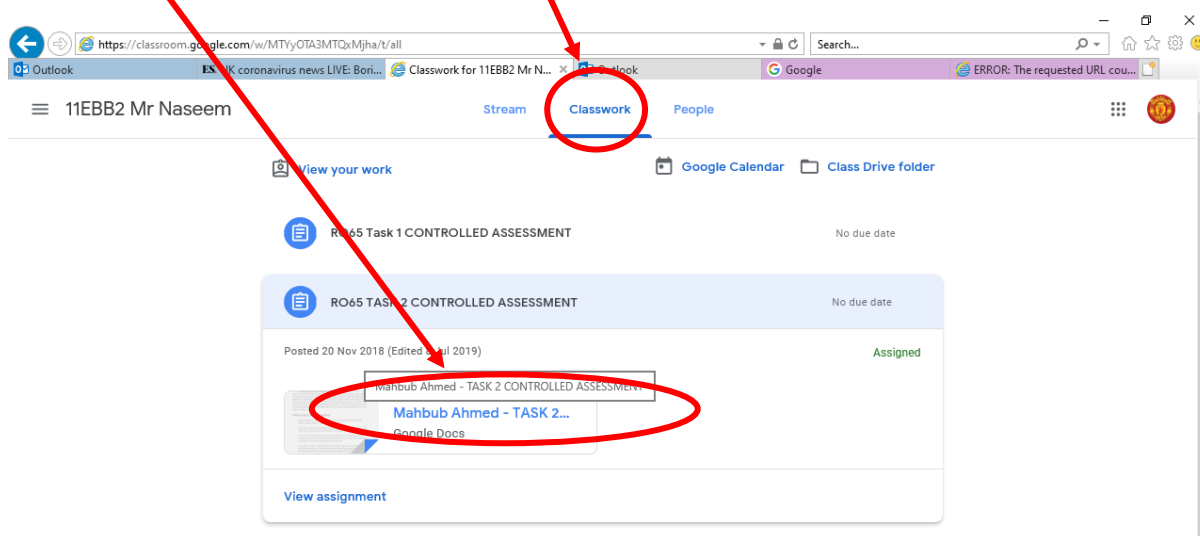 https://classroom.google.com/w/MTYyOTA3MTQxMjha/t/all
Search...
Outlook
ES. UK coronavirus news LIVE: Bori...
Classwork for 11EBB2 Mr N...
Outlook
Google
ERROR: The requested URL cou...
11EBB2 Mr Naseem
Stream
Classwork
People
View your work
Google Calendar
Class Drive folder
RO65 Task 1 CONTROLLED ASSESSMENT
No due date
RO65 TASK 2 CONTROLLED ASSESSMENT
No due date
Posted 20 Nov 2018 (Edited Jul 2019)
Assigned
Mahbub Ahmed - TASK 2 CONTROLLED ASSESSMENT
Mahbub Ahmed - TASK 2...
Google Docs
View assignment